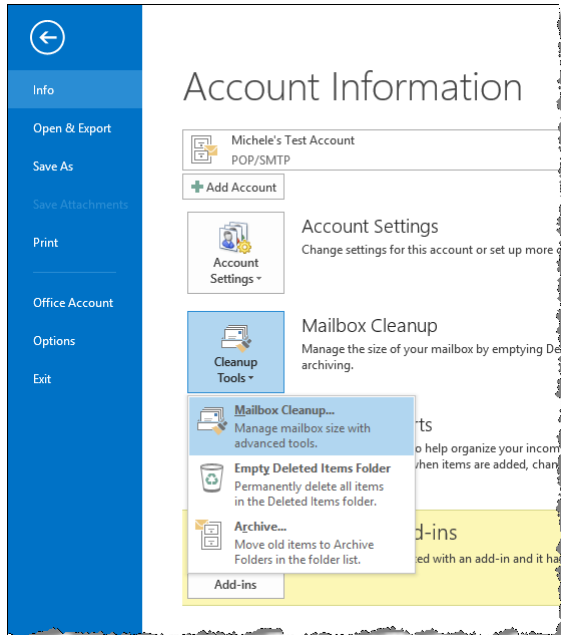 Account Information
Info
Open & Export
Save As
Save Attachments
Print
Office Account
Options
Exit
Michele's Test Account
POP/SMTP
Add Account
Account Settings
Change settings for this account or set up more
Account
Settings
Mailbox Cleanup
Manage the size of your mailbox by emptying De
archiving.
Cleanup
Tools
Mailbox Cleanup...
Manage mailbox size with
advanced tools.
Empty Deleted Items Folder
Permanently delete all items
in the Deleted Items folder.
Archive...
Move old items to Archive
Folders in the folder list.
rts
o help organize your incom
when items are added, chan
d-ins
ted with an add-in and it ha
Add-ins